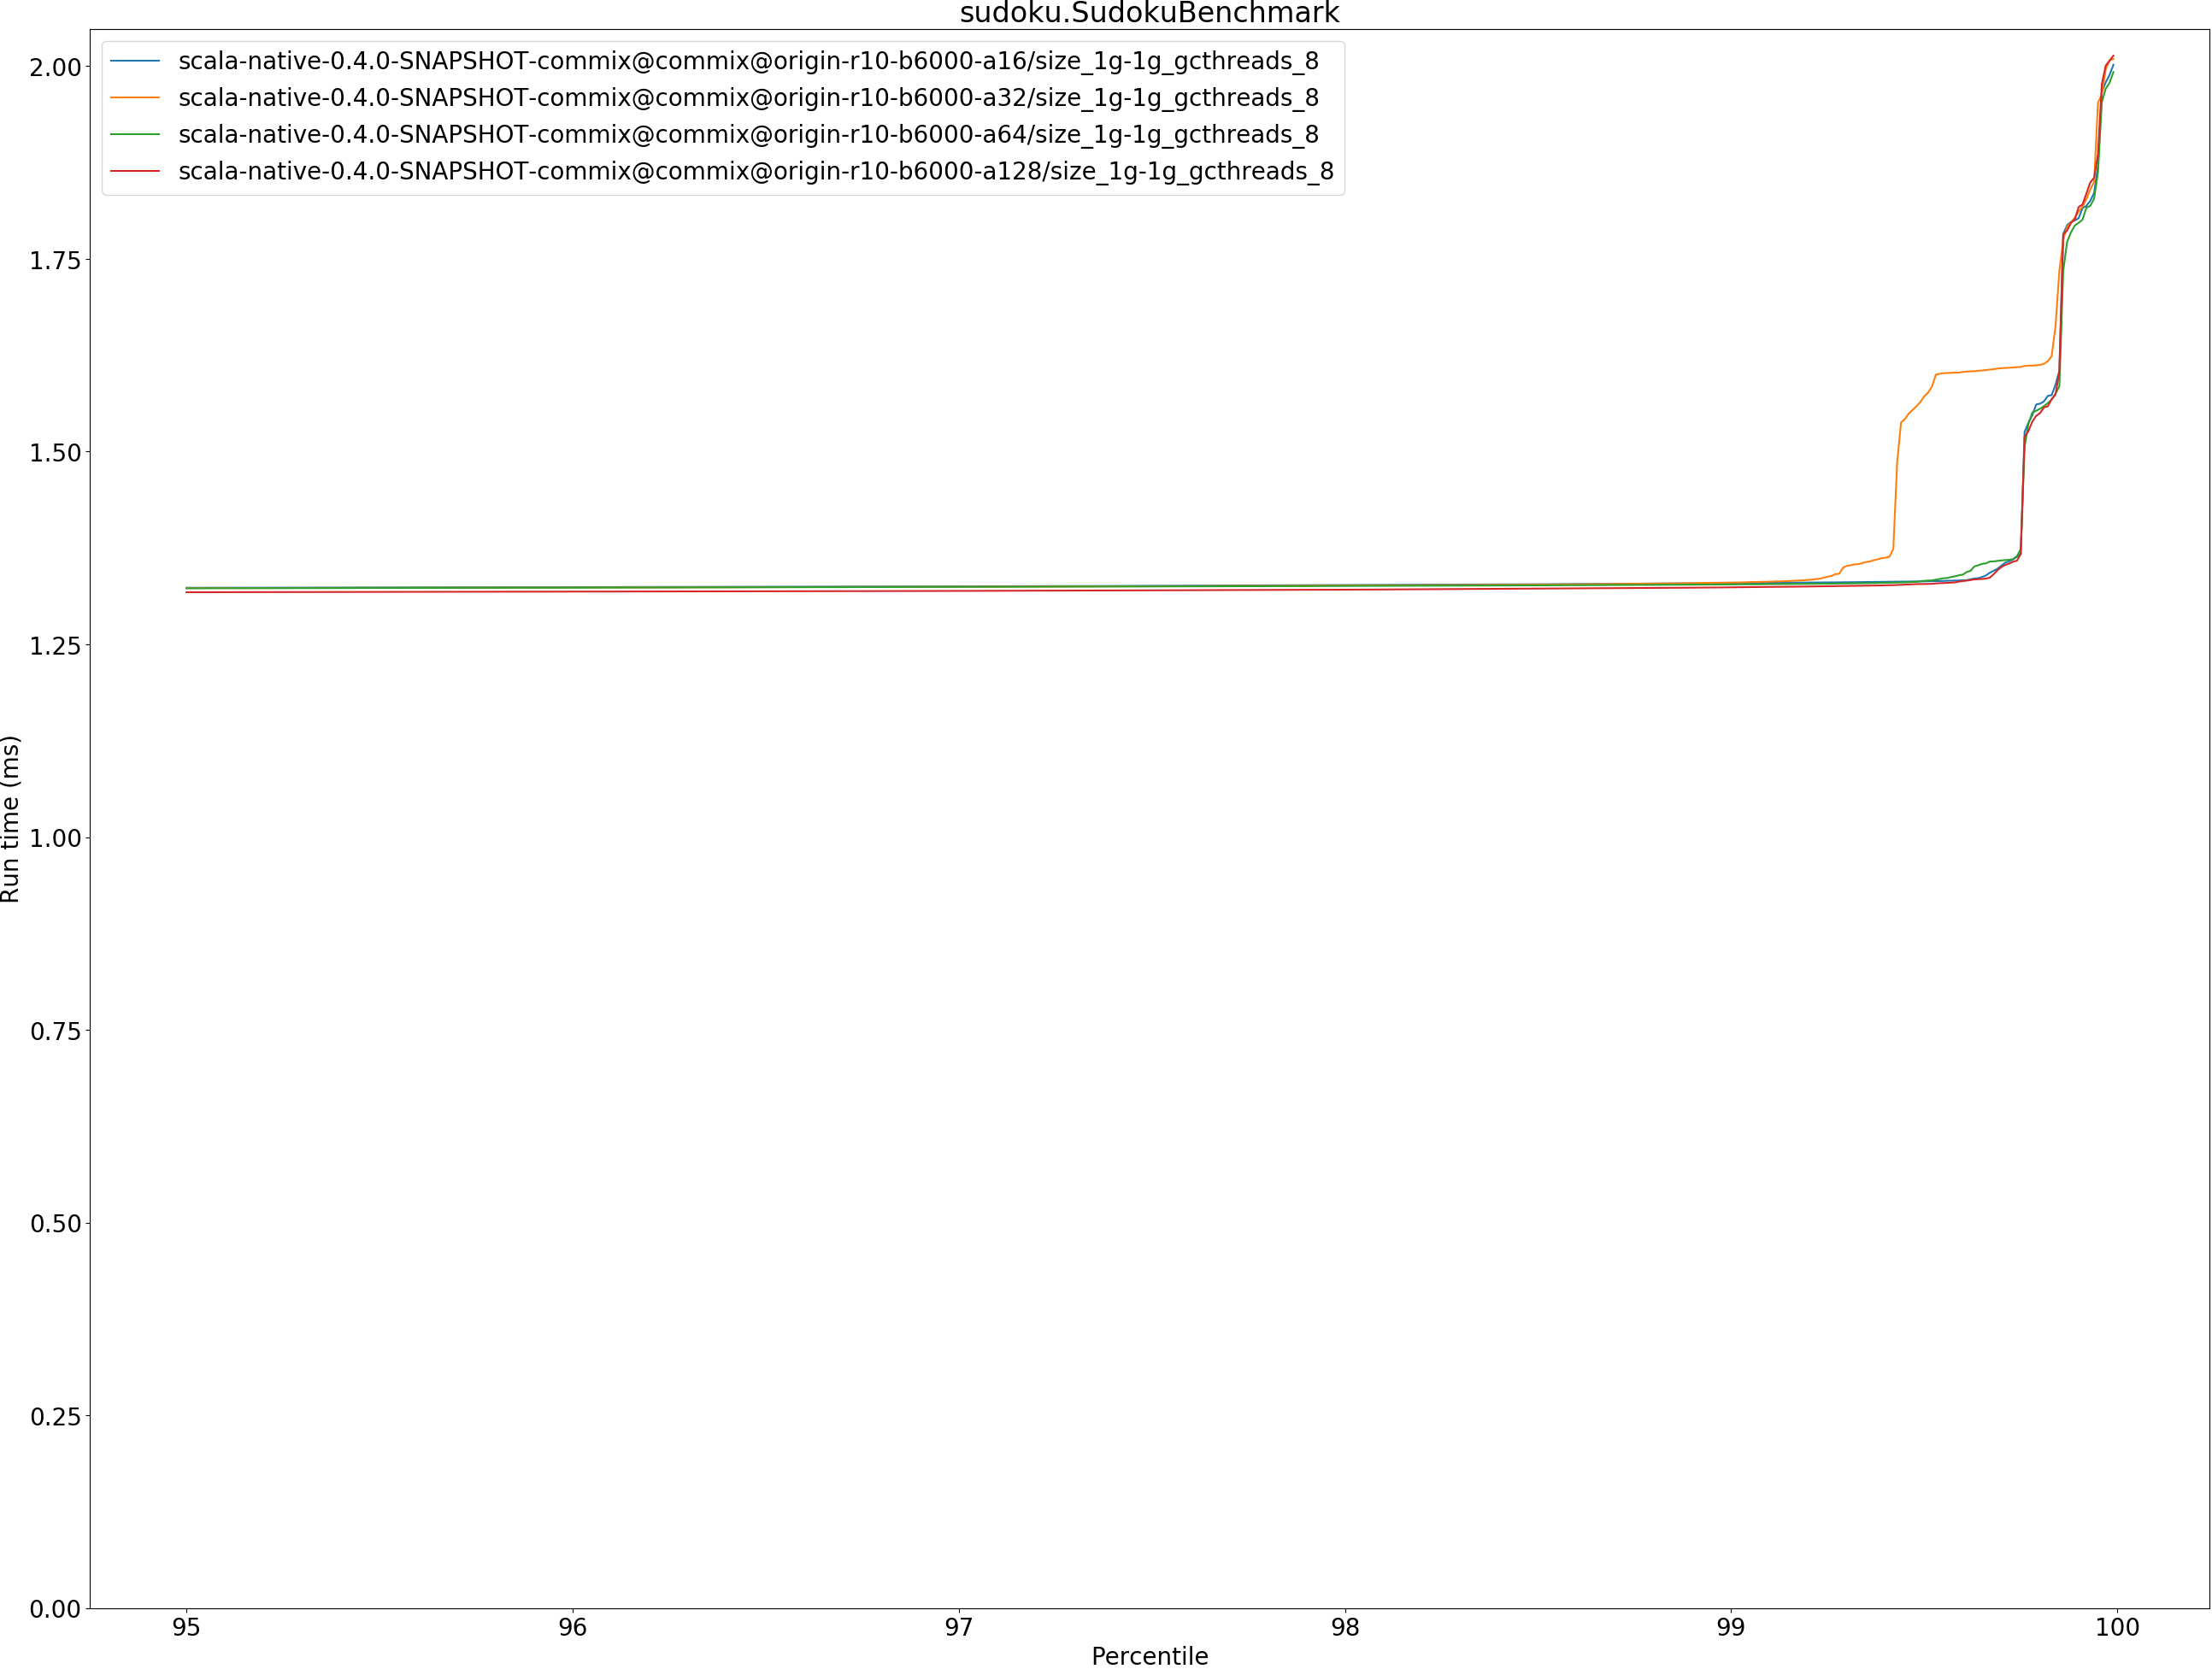 sudoku.SudokuBenchmark
scala-native-0.4.0-SNAPSHOT-commix@commix@origin-r10-b6000-a16/size_1g-1g_gcthreads_8
scala-native-0.4.0-SNAPSHOT-commix@commix@origin-r10-b6000-a32/size_1g-1g_gcthreads_8
scala-native-0.4.0-SNAPSHOT-commix@commix@origin-r10-b6000-a64/size_1g-1g_gcthreads_8
scala-native-0.4.0-SNAPSHOT-commix@commix@origin-r10-b6000-a128/size_1g-1g_gcthreads_8
2.00
1.75
1.50
1.25
1.00
0.75
0.50
0.25
0.00
Run time (ms)
95 96 97 98 99 100
Percentile